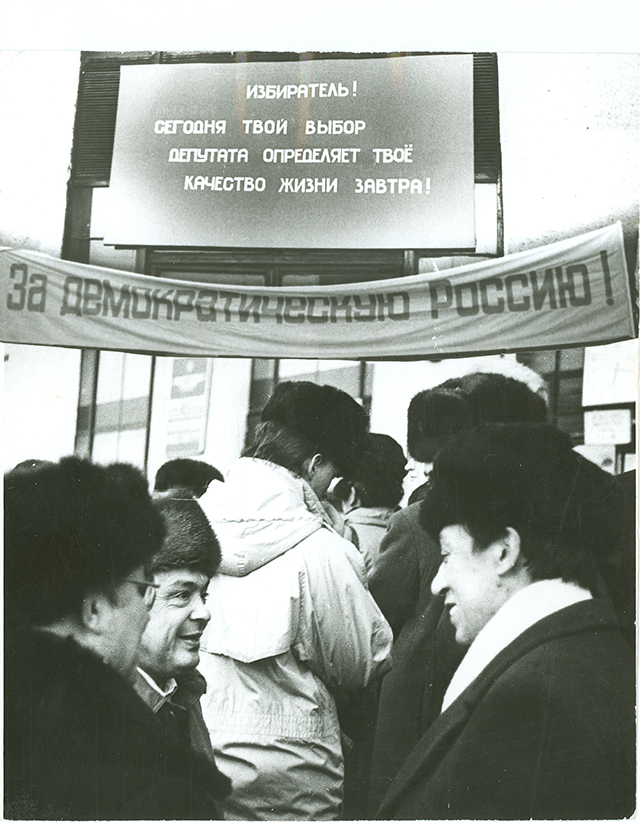 ИЗБИРАТЕЛЬ!
СЕГОДНЯ ТВОЙ ВЫБОР
ДЕПУТАТА ОПРЕДЕЛЯЕТ ТВОЁ
КАЧЕСТВО ЖИЗНИ ЗАВТРА!
За демократическую Россию!